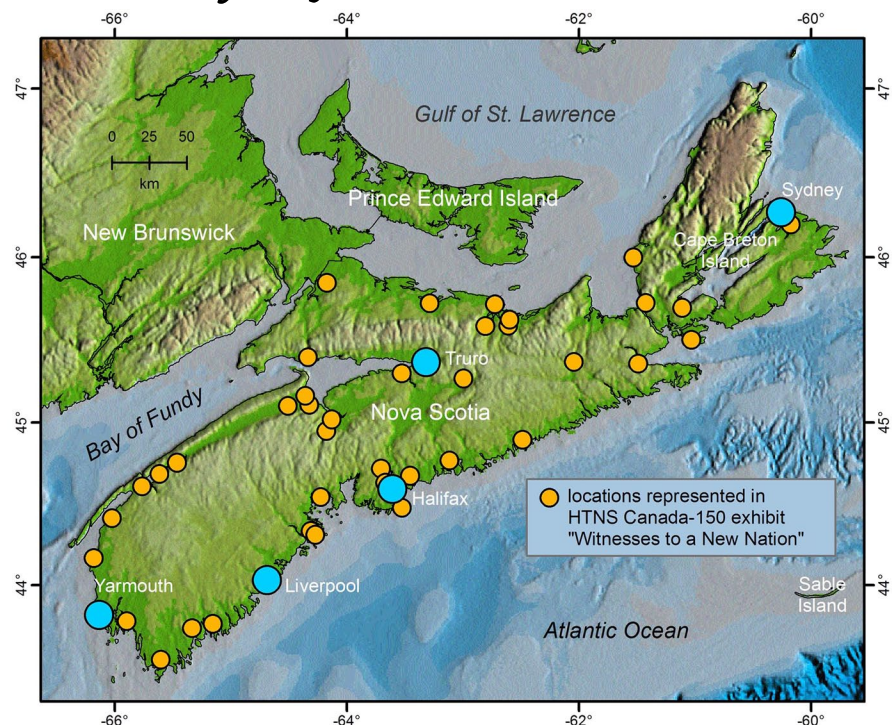 -66°
-64°
-62°
-60°
47°
47°
Gulf of St. Lawrence
0 25 50
km
Prince Edward Island
Sydney
New Brunswick
Cape Breton
Island
46°
46°
Truro
Bay of Fundy
Nova Scotia
45°
45°
Halifax
locations represented in
HTNS Canada-150 exhibit
"Witnesses to a New Nation"
Yarmouth
Liverpool
44°
44°
Sable
Island
Atlantic Ocean
-66°
-64°
-62°
-60°